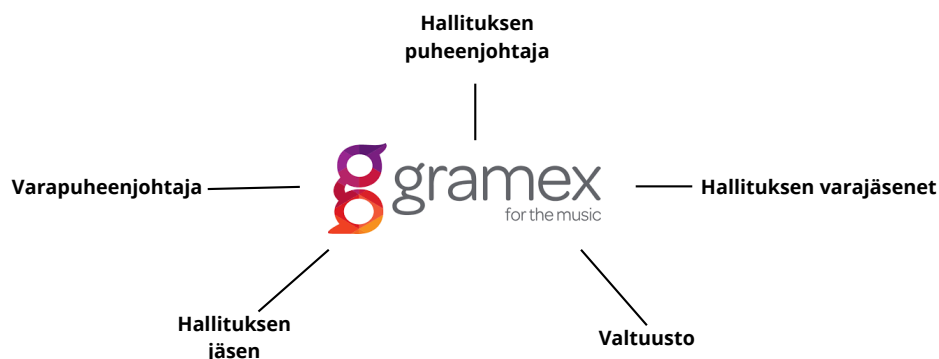 Hallituksen
puheenjohtaja
gramex
for the music
Varapuheenjohtaja
Hallituksen varajäsenet
Hallituksen
jäsen
Valtuusto